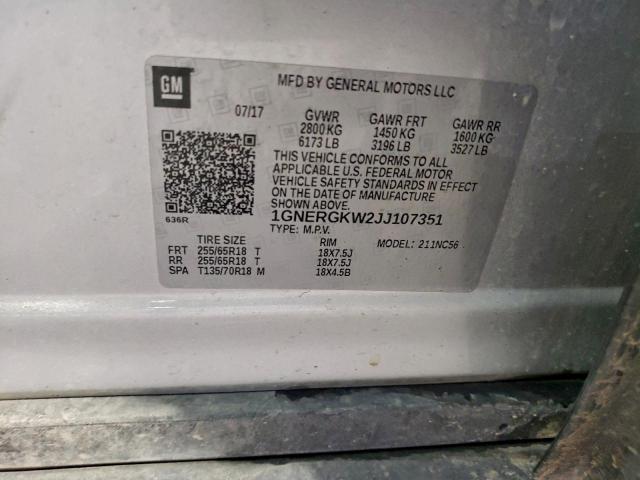 GM
MFD BY GENERAL MOTORS LLC
07/17 GVWR GAWR FRT GAWR RR
2800 KG 1450 KG 1600 KG
6173 LB 3196 LB 3527 LB
THIS VEHICLE CONFORMS TO ALL
APPLICABLE U.S. FEDERAL MOTOR
VEHICLE SAFETY STANDARDS IN EFFECT
ON THE DATE OF MANUFACTURE
SHOWN ABOVE.
636R
1GNERGKW2JJ107351
TYPE: M.P.V.
TIRE SIZE RIM MODEL: 211NC56
FRT 255/65R18 T 18X7.5J
RR 255/65R18 T 18X7.5J
SPA T135/70R18 M 18X4.5B